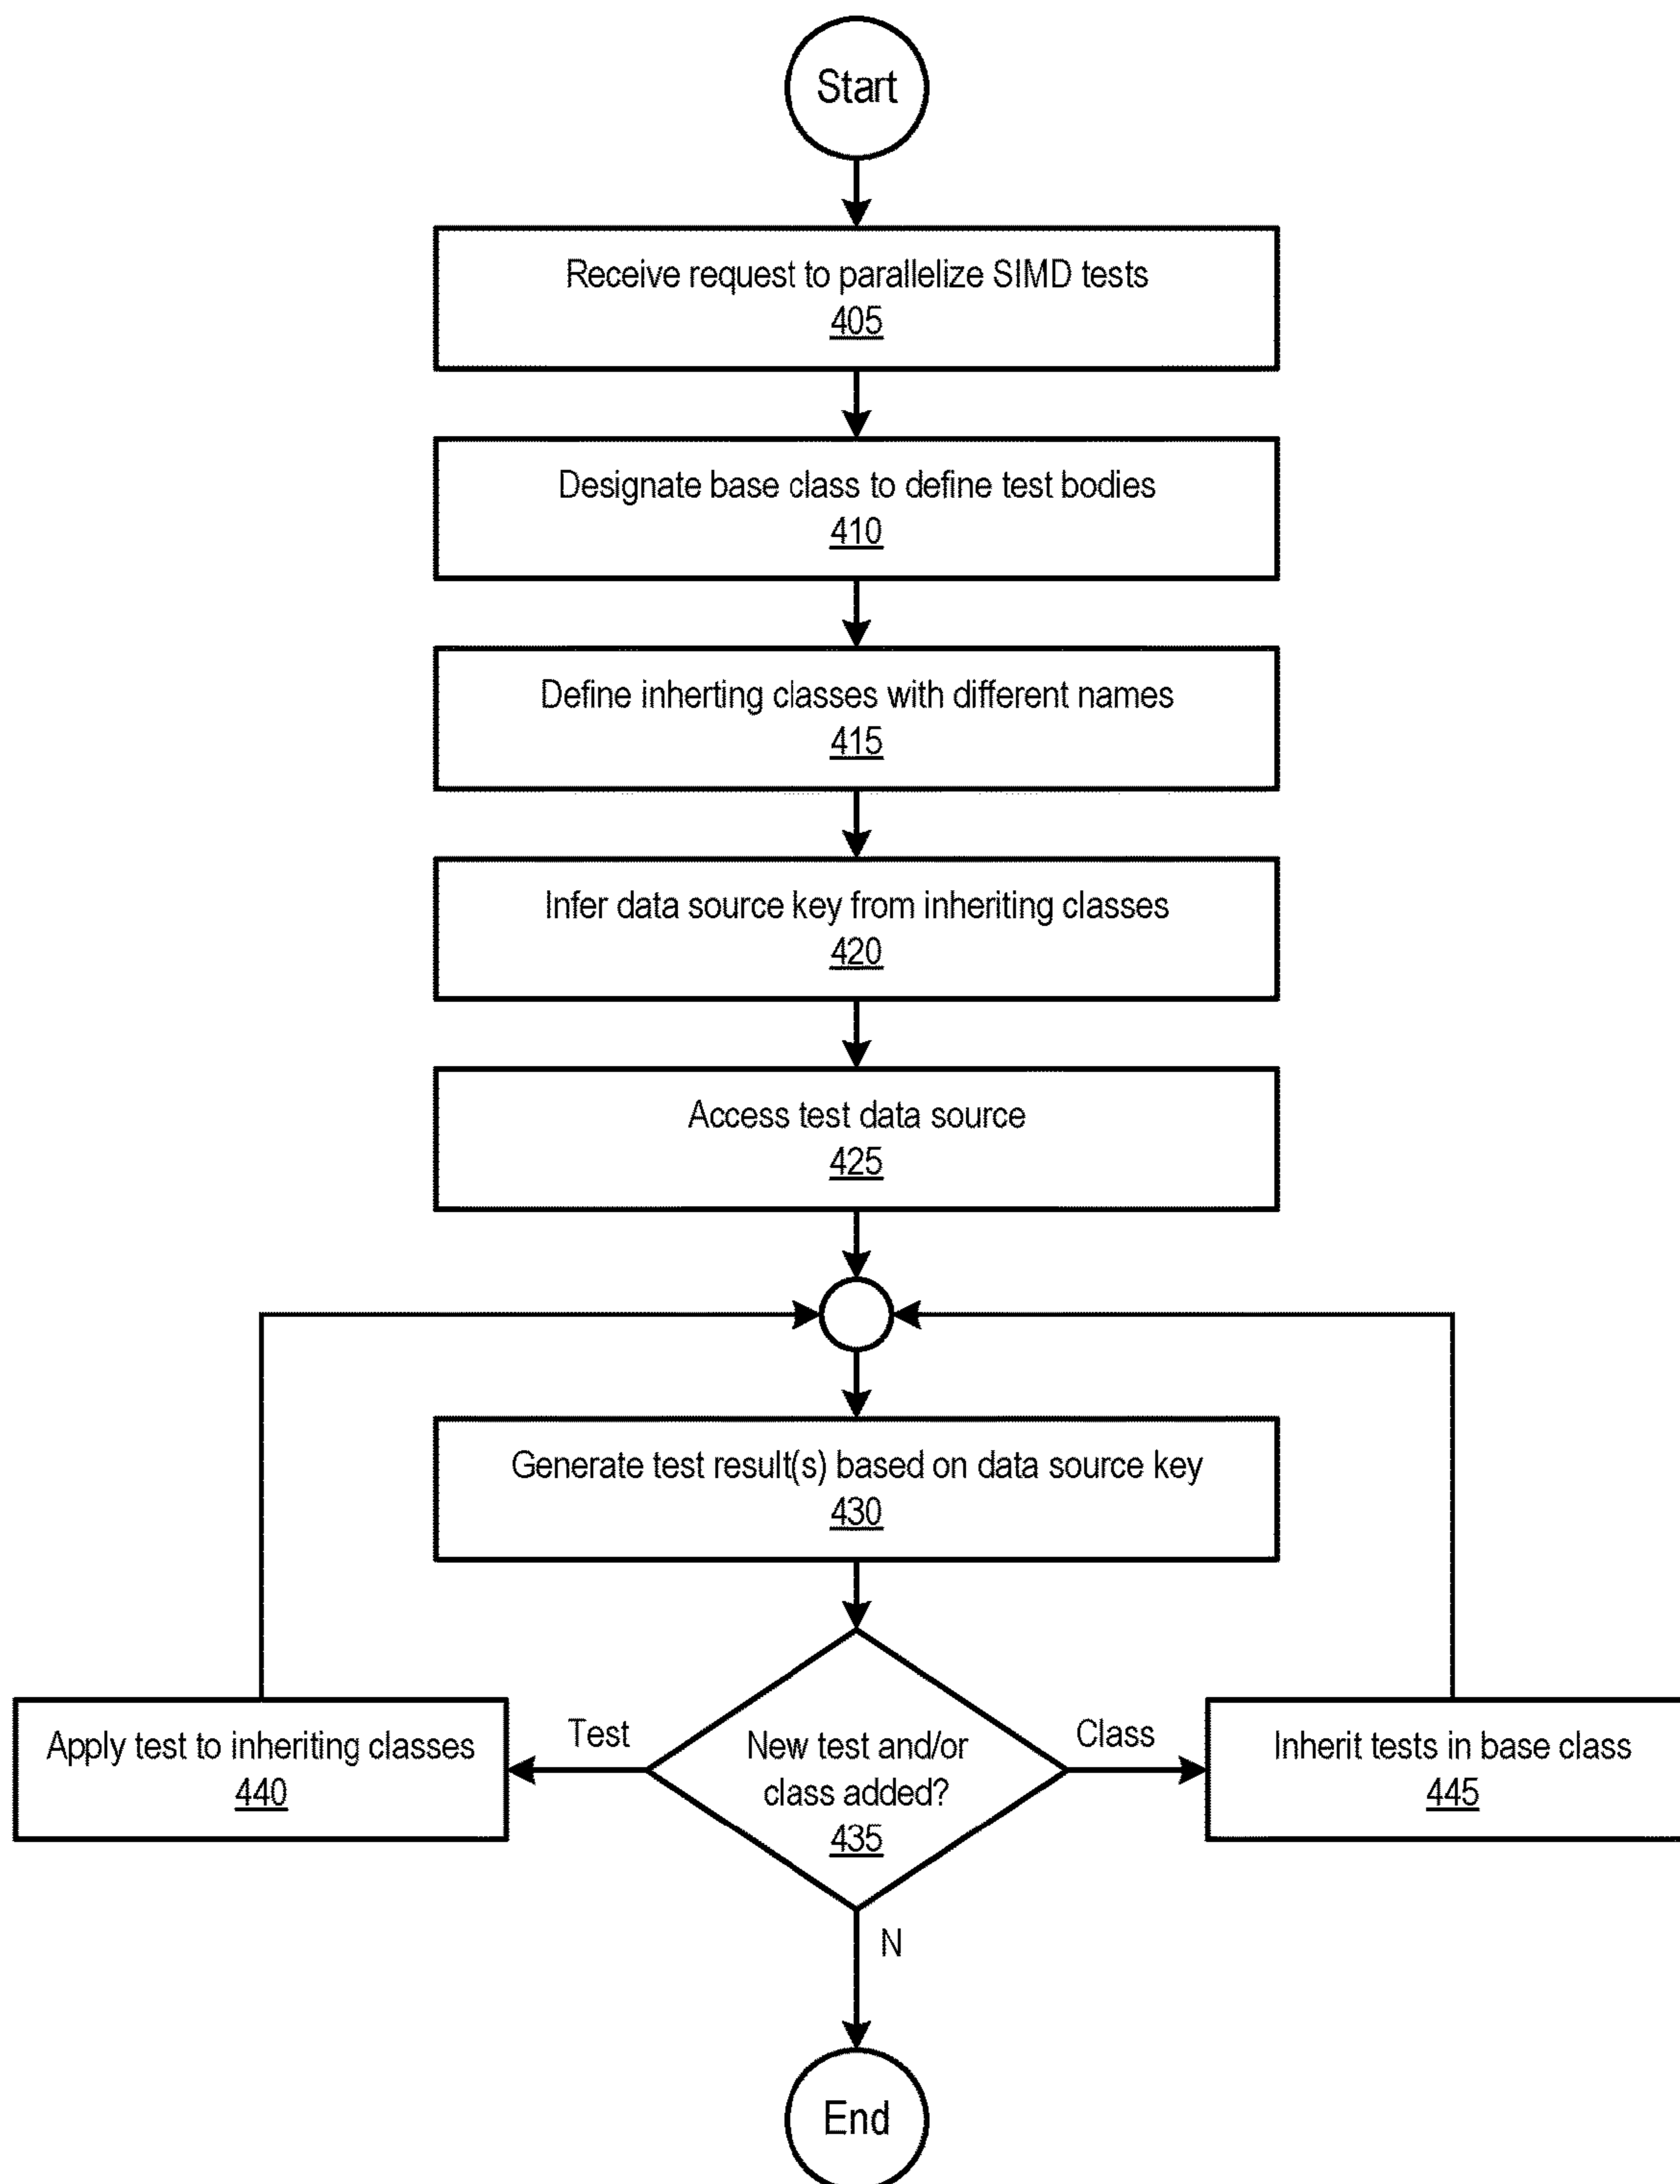 Start
Receive request to parallelize SIMD tests
405
Designate base class to define test bodies
410
Define inherting classes with different names
415
Infer data source key from inheriting classes
420
Access test data source
425
Generate test result(s) based on data source key
430
New test and/or
class added?
435
Test
Apply test to inheriting classes
440
Class
Inherit tests in base class
445
N
End